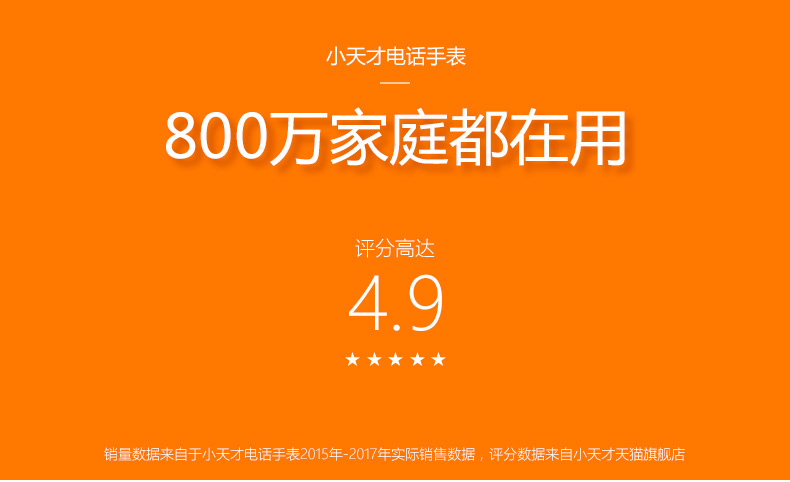 小天才电话手表
800万家庭都在用
评分高达
4.9
★★★★★
销量数据来自于小天才电话手表2015年-2017年实际销售数据，评分数据来自小天才天猫旗舰店